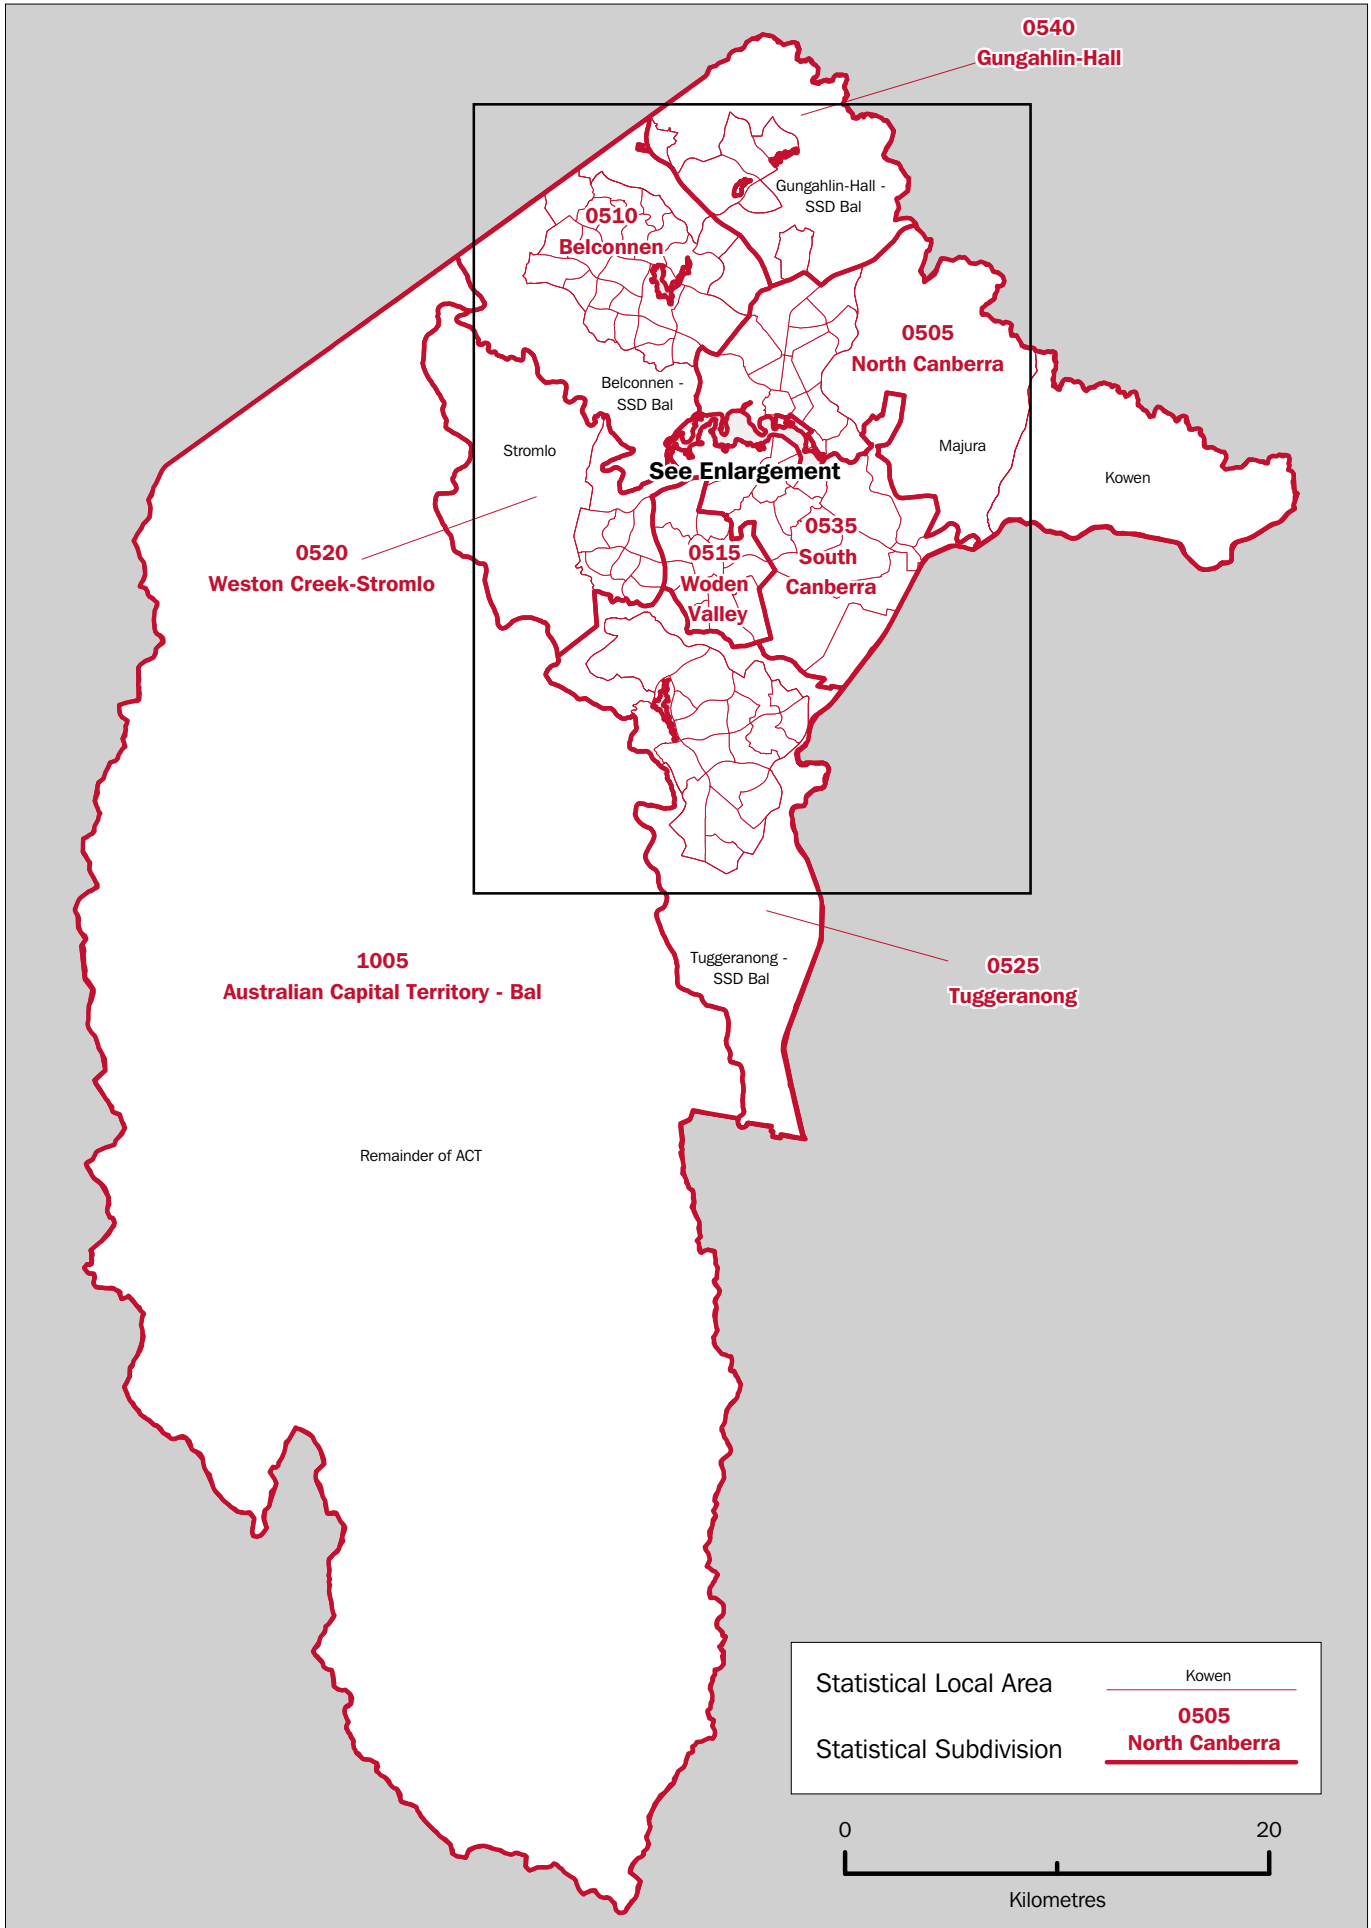 0540
Gungahlin-Hall
Gungahlin-Hall -
SSD Bal
0510
Belconnen
0505
North Canberra
Belconnen -
SSD Bal
Stromlo
Majura
See Enlargement
Kowen
0520
Weston Creek-Stromlo
0515
Woden
Valley
0535
South
Canberra
1005
Australian Capital Territory - Bal
Tuggeranong -
SSD Bal
0525
Tuggeranong
Remainder of ACT
Statistical Local Area
Kowen
Statistical Subdivision
0505
North Canberra
0
20
Kilometres